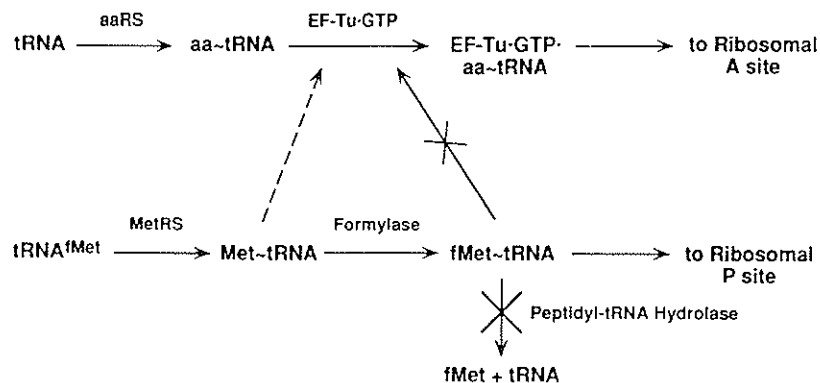 aaRS
EF-Tu·GTP
tRNA
aa~tRNA
EF-Tu·GTP·
aa~tRNA
to Ribosomal
A site
MetRS
Formylase
tRNAfMet
Met~tRNA
fMet~tRNA
to Ribosomal
P site
Peptidyl-tRNA Hydrolase
fMet + tRNA